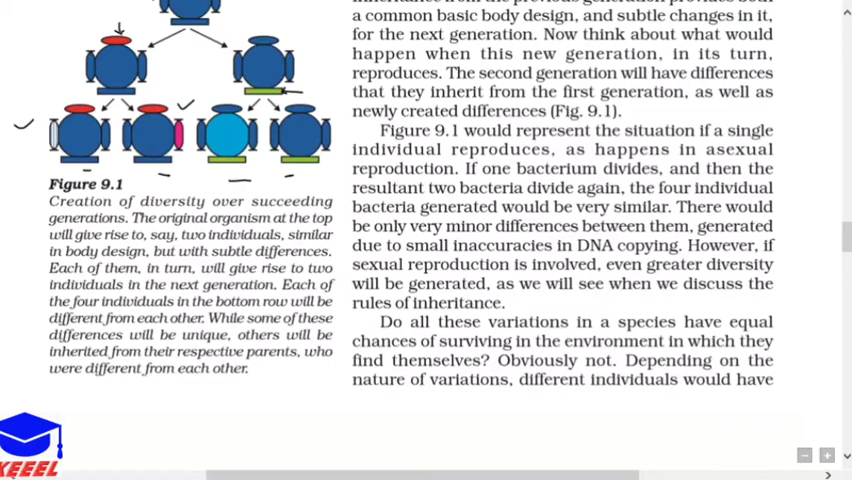 a common basic body design, and subtle changes in it,
for the next generation. Now think about what would
happen when this new generation, in its turn,
reproduces. The second generation will have differences
that they inherit from the first generation, as well as
newly created differences (Fig. 9.1).
Figure 9.1 would represent the situation if a single
individual reproduces, as happens in asexual
reproduction. If one bacterium divides, and then the
resultant two bacteria divide again, the four individual
bacteria generated would be very similar. There would
be only very minor differences between them, generated
due to small inaccuracies in DNA copying. However, if
sexual reproduction is involved, even greater diversity
will be generated, as we will see when we discuss the
rules of inheritance.
Do all these variations in a species have equal
chances of surviving in the environment in which they
find themselves? Obviously not. Depending on the
nature of variations, different individuals would have
Figure 9.1
Creation of diversity over succeeding
generations. The original organism at the top
will give rise to, say, two individuals, similar
in body design, but with subtle differences.
Each of them, in turn, will give rise to two
individuals in the next generation. Each of
the four individuals in the bottom row will be
different from each other. While some of these
differences will be unique, others will be
inherited from their respective parents, who
were different from each other.
KEEEL